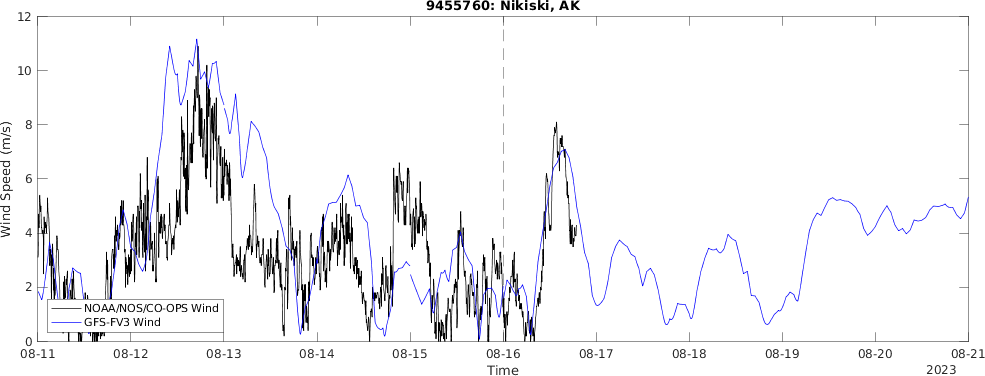 9455760: Nikiski, AK
12
10
8
6
4
2
0
Wind Speed (m/s)
NOAA/NOS/CO-OPS Wind
GFS-FV3 Wind
08-11 08-12 08-13 08-14 08-15 08-16 08-17 08-18 08-19 08-20 08-21
Time
2023